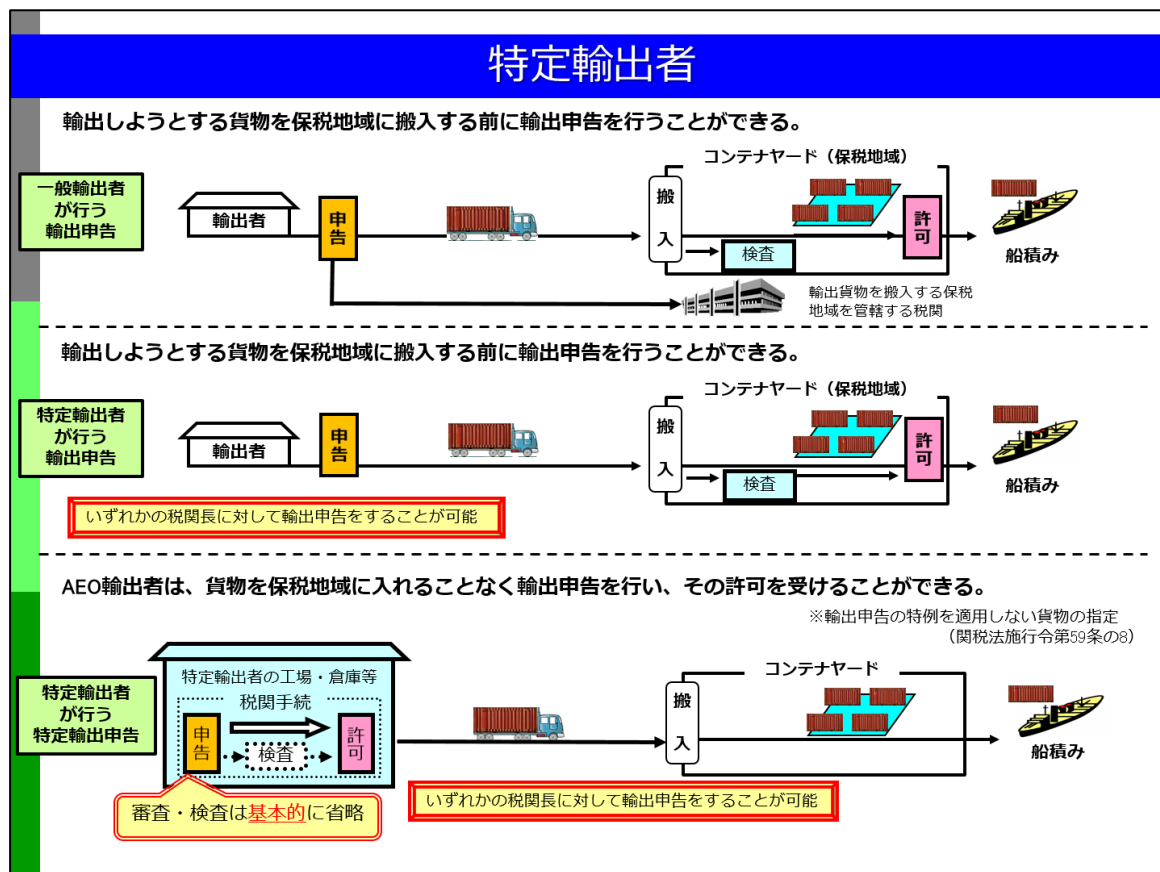 特定輸出者
輸出しようとする貨物を保税地域に搬入する前に輸出申告を行うことができる。
一般輸出者
が行う
輸出申告
輸出者
申告
コンテナヤード（保税地域）
搬入
検査
許可
船積み
輸出貨物を搬入する保税
地域を管轄する税関
輸出しようとする貨物を保税地域に搬入する前に輸出申告を行うことができる。
特定輸出者
が行う
輸出申告
輸出者
申告
コンテナヤード（保税地域）
搬入
検査
許可
船積み
いずれかの税関長に対して輸出申告をすることが可能
AEO輸出者は、貨物を保税地域に入れることなく輸出申告を行い、その許可を受けることができる。
※輸出申告の特例を適用しない貨物の指定
（関税法施行令第59条の8）
特定輸出者
が行う
特定輸出申告
特定輸出者の工場・倉庫等
税関手続
申告
検査
許可
審査・検査は基本的に省略
コンテナヤード
搬入
船積み
いずれかの税関長に対して輸出申告をすることが可能